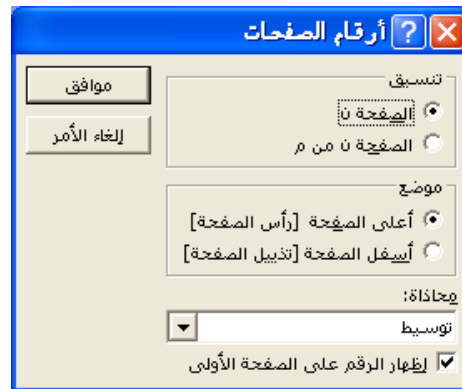 أرقام الصفحات
تنسيق
الصفحة ن
الصفحة ن من م
موضع
أعلى الصفحة [رأس الصفحة]
أسفل الصفحة [تذييل الصفحة]
محاذاة:
توسيط
إظهار الرقم على الصفحة الأولى
موافق
إلغاء الأمر